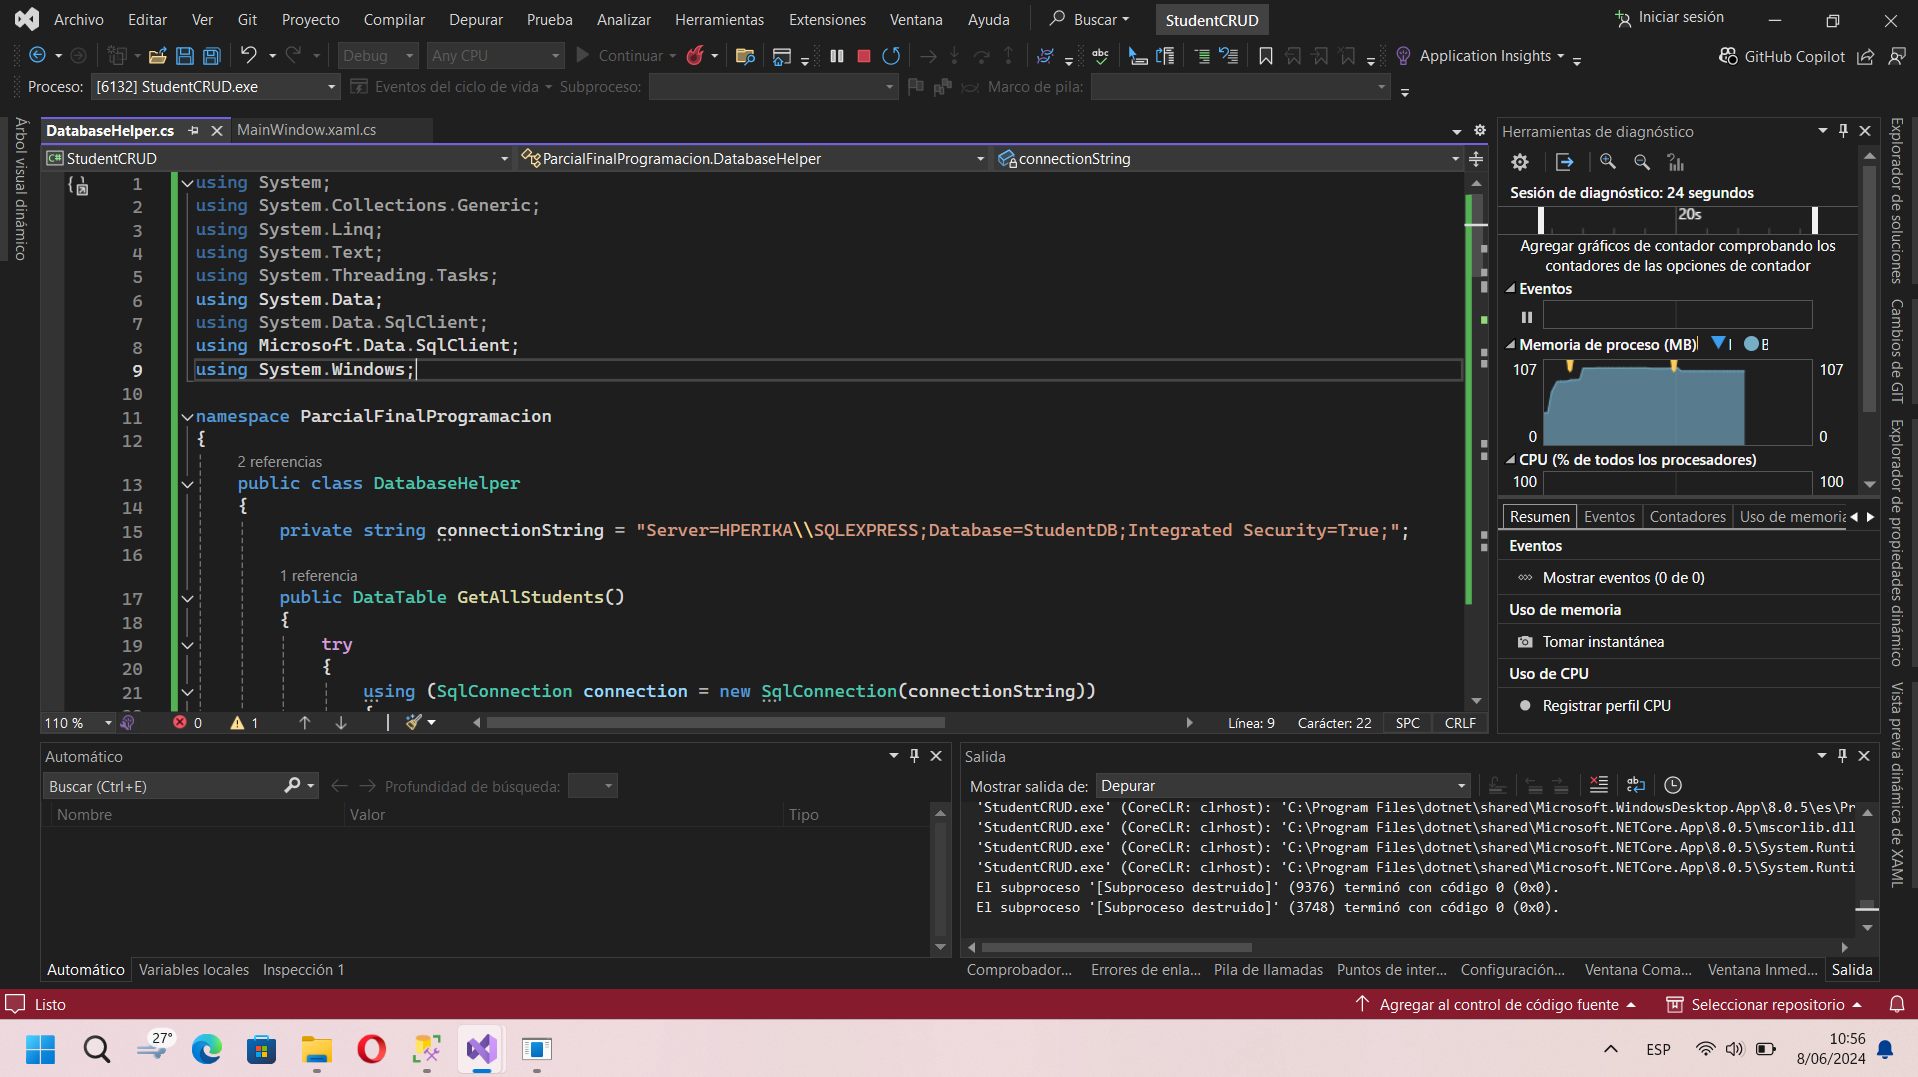 Archivo Editar Ver Git Proyecto Compilar Depurar Prueba Analizar Herramientas Extensiones Ventana Ayuda Buscar StudentCRUD Iniciar sesión
Debug Any CPU Continuar Application Insights GitHub Copilot
Proceso: [6132] StudentCRUD.exe Eventos del ciclo de vida Subproceso: Marco de pila:
DatabaseHelper.cs MainWindow.xaml.cs
StudentCRUD ParcialFinalProgramacion.DatabaseHelper connectionString
1 using System;
2 using System.Collections.Generic;
3 using System.Linq;
4 using System.Text;
5 using System.Threading.Tasks;
6 using System.Data;
7 using System.Data.SqlClient;
8 using Microsoft.Data.SqlClient;
9 using System.Windows;
10
11 namespace ParcialFinalProgramacion
12 {
2 referencias
13 public class DatabaseHelper
14 {
15 private string connectionString = "Server=HPERIKA\\SQLEXPRESS;Database=StudentDB;Integrated Security=True;";
16
1 referencia
17 public DataTable GetAllStudents()
18 {
19 try
20 {
21 using (SqlConnection connection = new SqlConnection(connectionString))
110 % 0 1 Línea: 9 Carácter: 22 SPC CRLF
Árbol visual dinámico
Herramientas de diagnóstico
Sesión de diagnóstico: 24 segundos
20s
Agregar gráficos de contador comprobando los
contadores de las opciones de contador
Eventos
Memoria de proceso (MB) I B
107 107
0 0
CPU (% de todos los procesadores)
100 100
Resumen Eventos Contadores Uso de memoria
Eventos
Mostrar eventos (0 de 0)
Uso de memoria
Tomar instantánea
Uso de CPU
Registrar perfil CPU
Explorador de soluciones
Cambios de GIT
Explorador de propiedades dinámico
Vista previa dinámica de XAML
Automático
Buscar (Ctrl+E) Profundidad de búsqueda:
Nombre Valor Tipo
Automático Variables locales Inspección 1
Salida
Mostrar salida de: Depurar
'StudentCRUD.exe' (CoreCLR: clrhost): 'C:\Program Files\dotnet\shared\Microsoft.WindowsDesktop.App\8.0.5\es\Pr
'StudentCRUD.exe' (CoreCLR: clrhost): 'C:\Program Files\dotnet\shared\Microsoft.NETCore.App\8.0.5\mscorlib.dll
'StudentCRUD.exe' (CoreCLR: clrhost): 'C:\Program Files\dotnet\shared\Microsoft.NETCore.App\8.0.5\System.Runti
'StudentCRUD.exe' (CoreCLR: clrhost): 'C:\Program Files\dotnet\shared\Microsoft.NETCore.App\8.0.5\System.Runti
El subproceso '[Subproceso destruido]' (9376) terminó con código 0 (0x0).
El subproceso '[Subproceso destruido]' (3748) terminó con código 0 (0x0).
Comprobador... Errores de enla... Pila de llamadas Puntos de inter... Configuración... Ventana Coma... Ventana Inmed... Salida
Listo Agregar al control de código fuente Seleccionar repositorio
27° ESP 10:56
8/06/2024